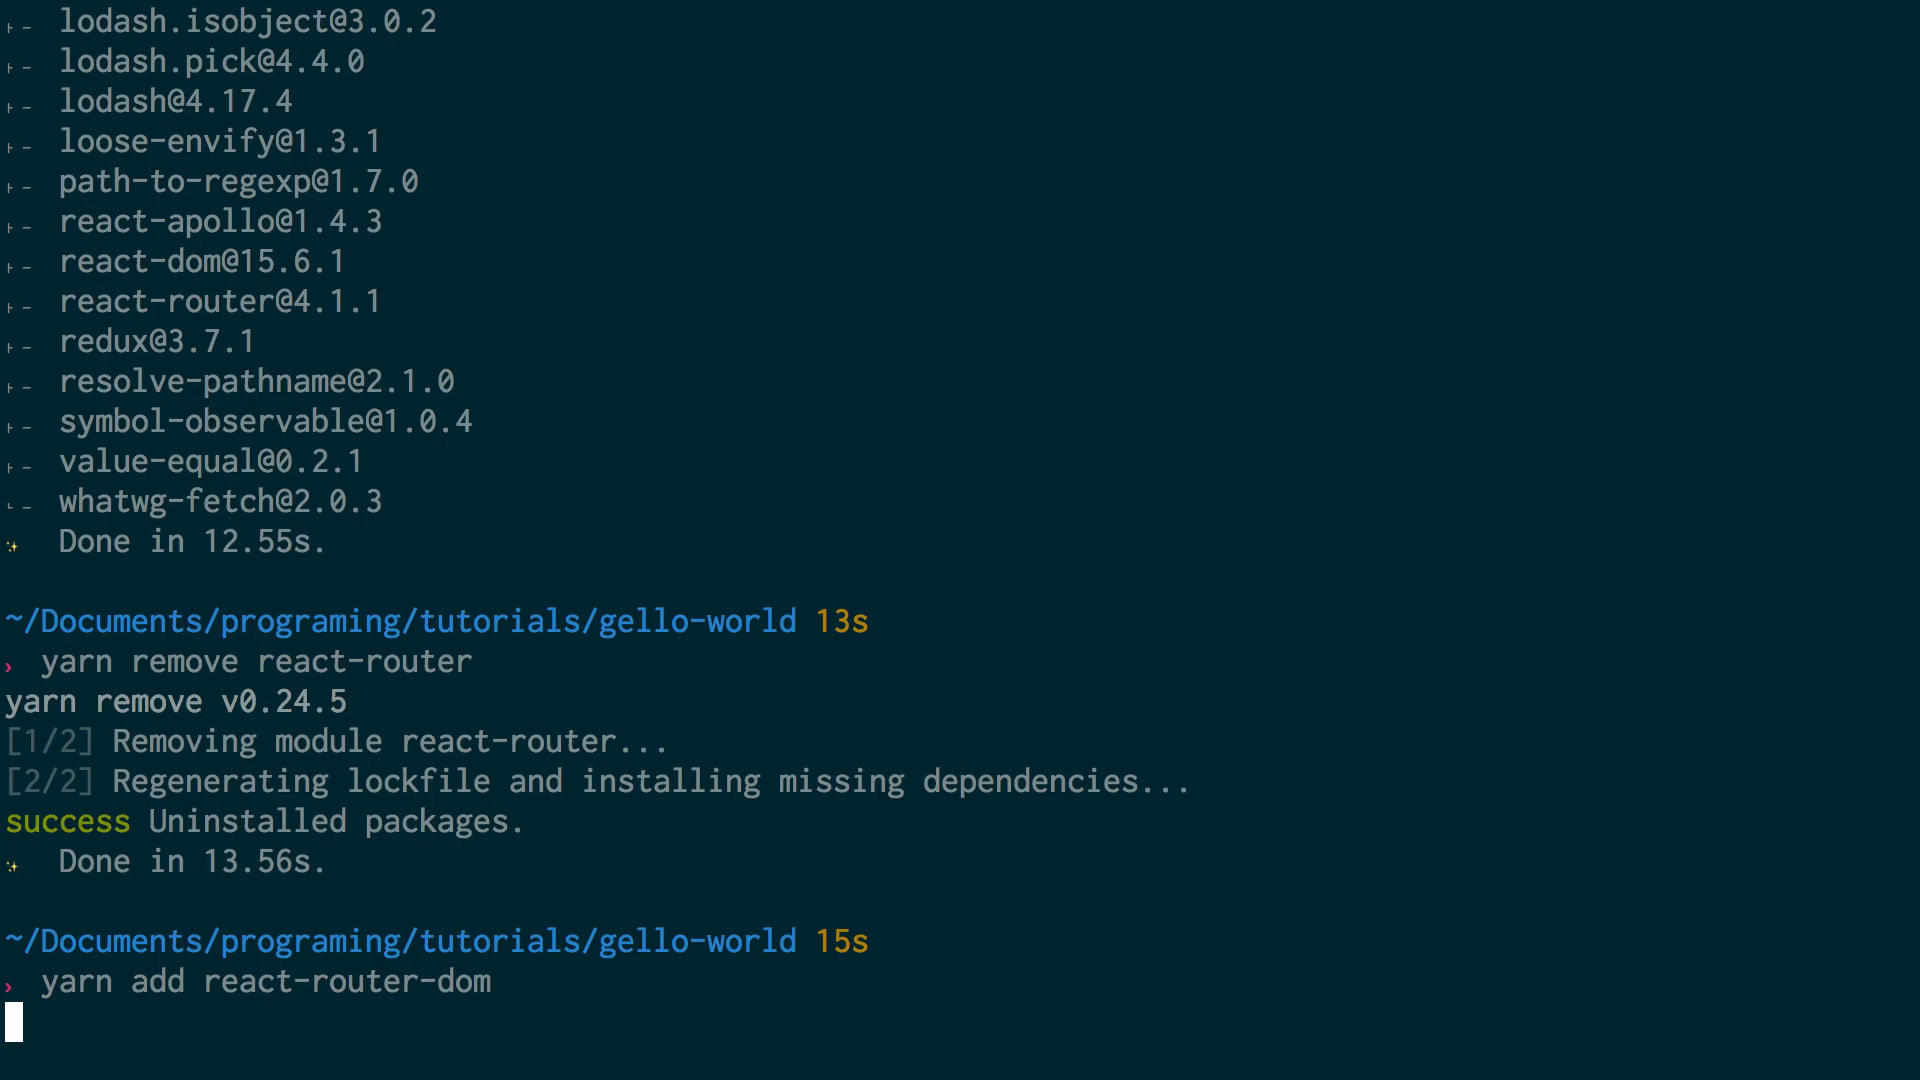 ├─ lodash.isobject@3.0.2
├─ lodash.pick@4.4.0
├─ lodash@4.17.4
├─ loose-envify@1.3.1
├─ path-to-regexp@1.7.0
├─ react-apollo@1.4.3
├─ react-dom@15.6.1
├─ react-router@4.1.1
├─ redux@3.7.1
├─ resolve-pathname@2.1.0
├─ symbol-observable@1.0.4
├─ value-equal@0.2.1
└─ whatwg-fetch@2.0.3
✨ Done in 12.55s.
~/Documents/programing/tutorials/gello-world 13s
› yarn remove react-router
yarn remove v0.24.5
[1/2] Removing module react-router...
[2/2] Regenerating lockfile and installing missing dependencies...
success Uninstalled packages.
✨ Done in 13.56s.
~/Documents/programing/tutorials/gello-world 15s
› yarn add react-router-dom